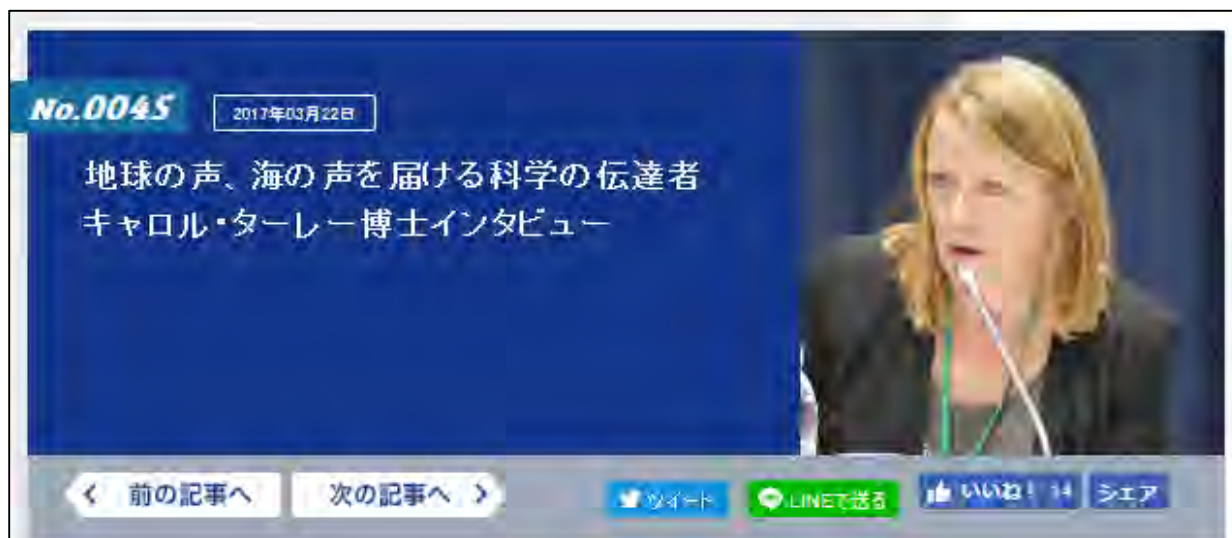 No.0045
2017年03月22日
地球の声、海の声を届ける科学の伝達者
キャロル・ターレー博士インタビュー
前の記事へ
次の記事へ
ツイート
LINEで送る
いいね! 14
シェア